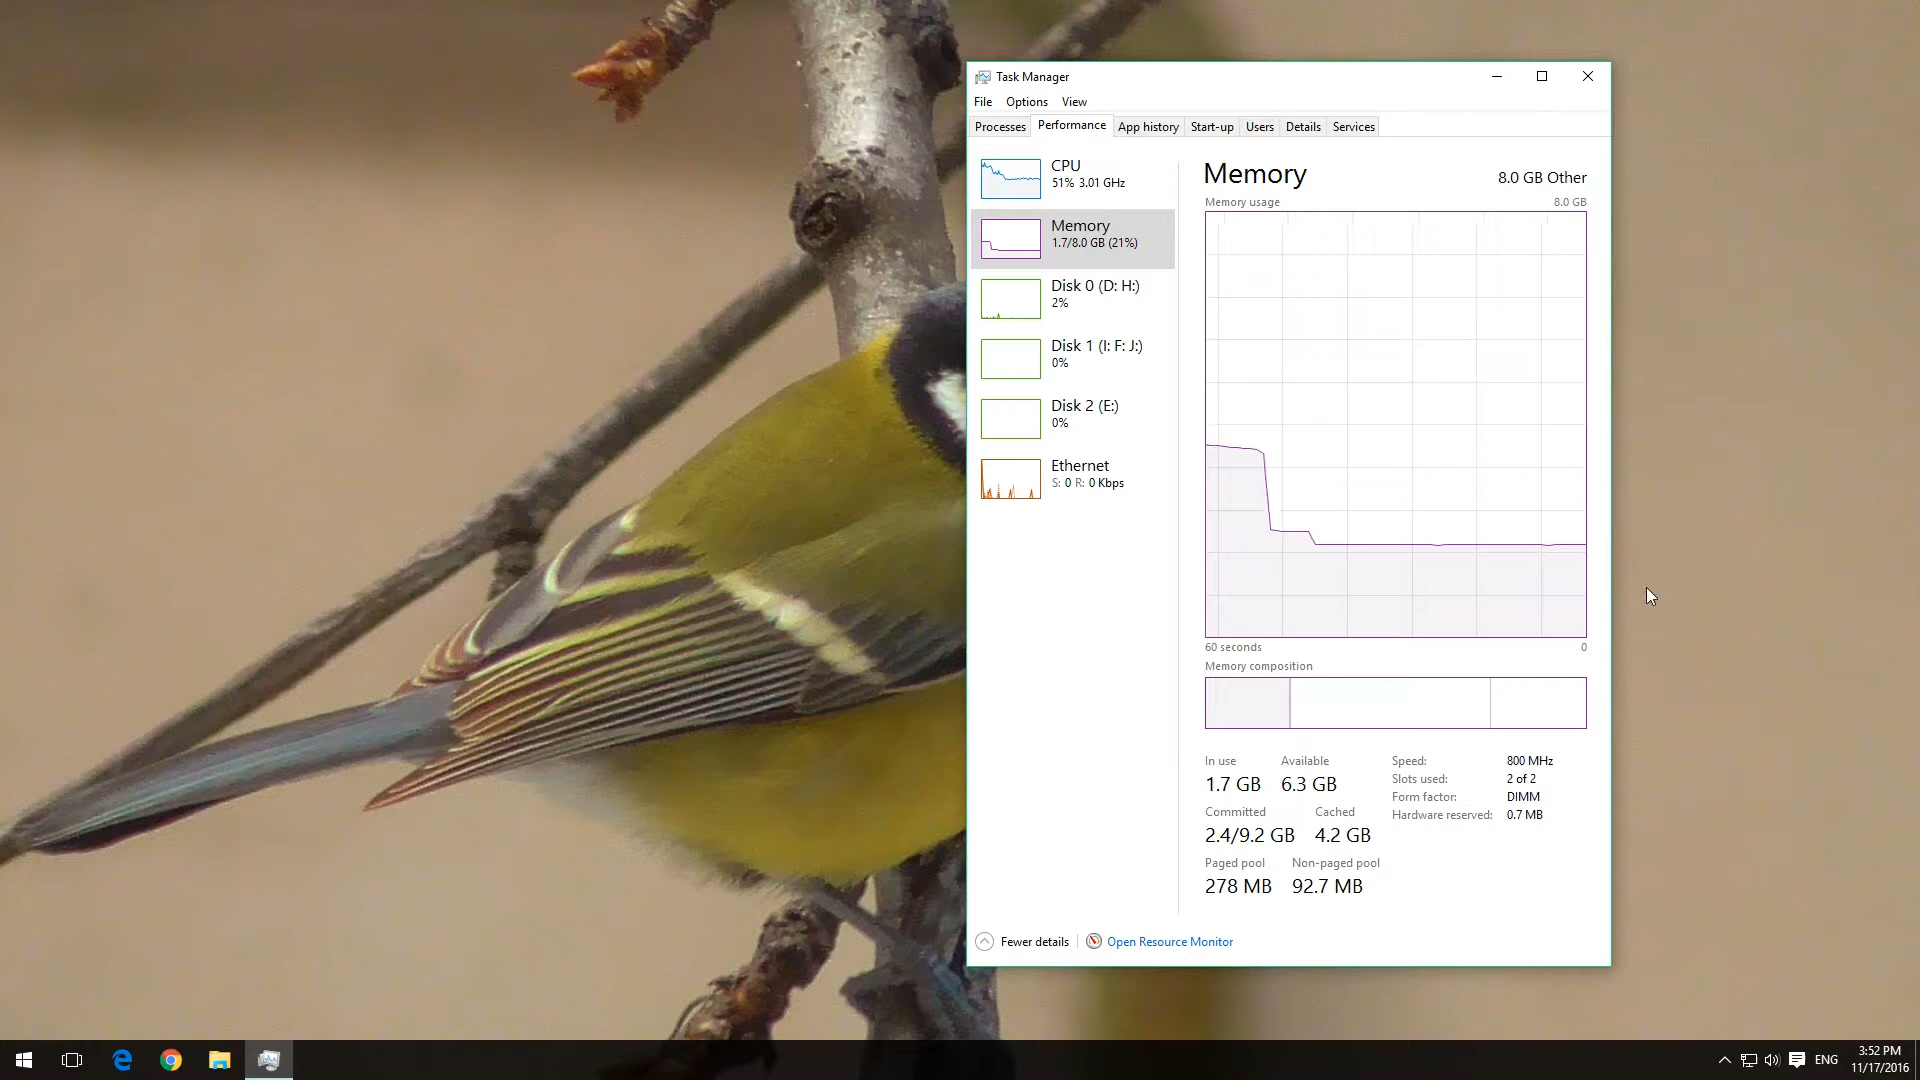 Task Manager
File Options View
Processes Performance App history Start-up Users Details Services
CPU
51% 3.01 GHz
Memory
1.7/8.0 GB (21%)
Disk 0 (D: H:)
2%
Disk 1 (I: F: J:)
0%
Disk 2 (E:)
0%
Ethernet
S: 0 R: 0 Kbps
Memory 8.0 GB Other
Memory usage 8.0 GB
60 seconds 0
Memory composition
In use Available
1.7 GB 6.3 GB
Committed Cached
2.4/9.2 GB 4.2 GB
Paged pool Non-paged pool
278 MB 92.7 MB
Speed: 800 MHz
Slots used: 2 of 2
Form factor: DIMM
Hardware reserved: 0.7 MB
Fewer details Open Resource Monitor
ENG
3:52 PM
11/17/2016